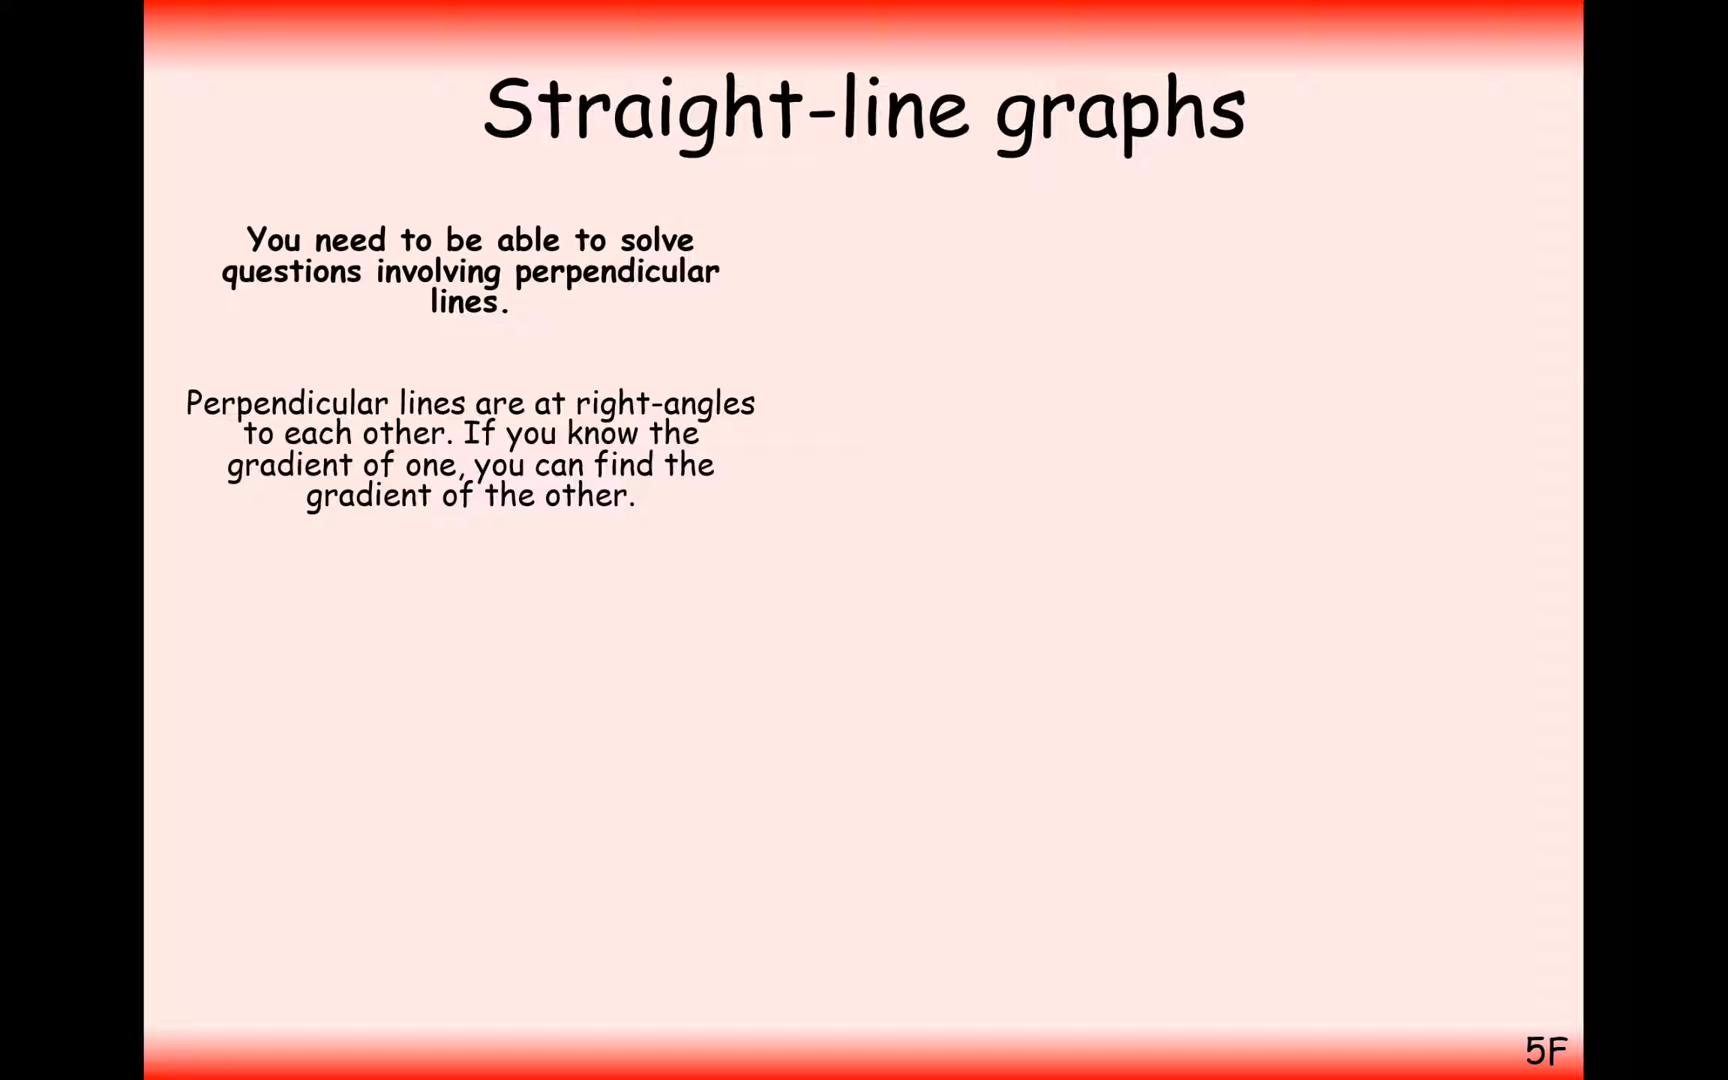 Straight-line graphs
You need to be able to solve
questions involving perpendicular
lines.
Perpendicular lines are at right-angles
to each other. If you know the
gradient of one, you can find the
gradient of the other.
5F